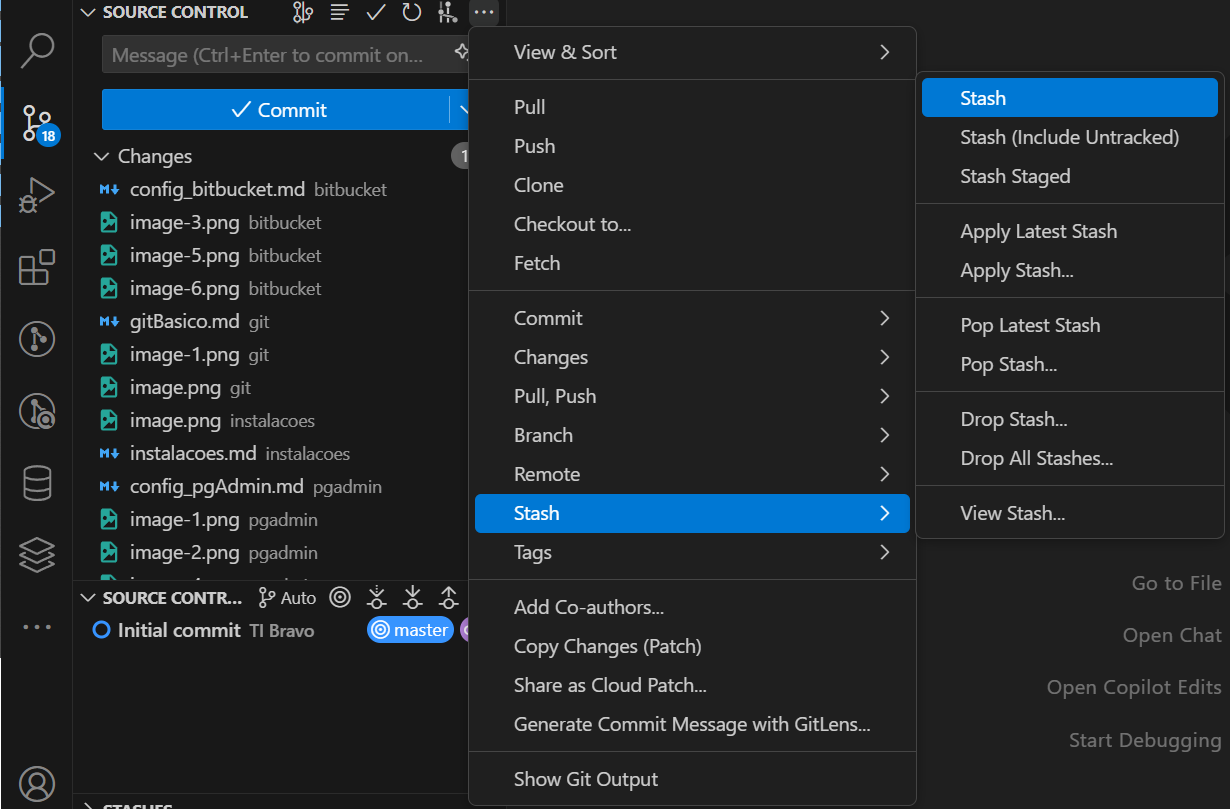 SOURCE CONTROL
Message (Ctrl+Enter to commit on...
Commit
18
Changes
config_bitbucket.md bitbucket
image-3.png bitbucket
image-5.png bitbucket
image-6.png bitbucket
gitBasico.md git
image-1.png git
image.png git
image.png instalacoes
instalacoes.md instalacoes
config_pgAdmin.md pgadmin
image-1.png pgadmin
image-2.png pgadmin
SOURCE CONTR... Auto
Initial commit TI Bravo master
STASHES
View & Sort
Pull
Push
Clone
Checkout to...
Fetch
Commit
Changes
Pull, Push
Branch
Remote
Stash
Tags
Add Co-authors...
Copy Changes (Patch)
Share as Cloud Patch...
Generate Commit Message with GitLens...
Show Git Output
Stash
Stash (Include Untracked)
Stash Staged
Apply Latest Stash
Apply Stash...
Pop Latest Stash
Pop Stash...
Drop Stash...
Drop All Stashes...
View Stash...
Go to File
Open Chat
Open Copilot Edits
Start Debugging